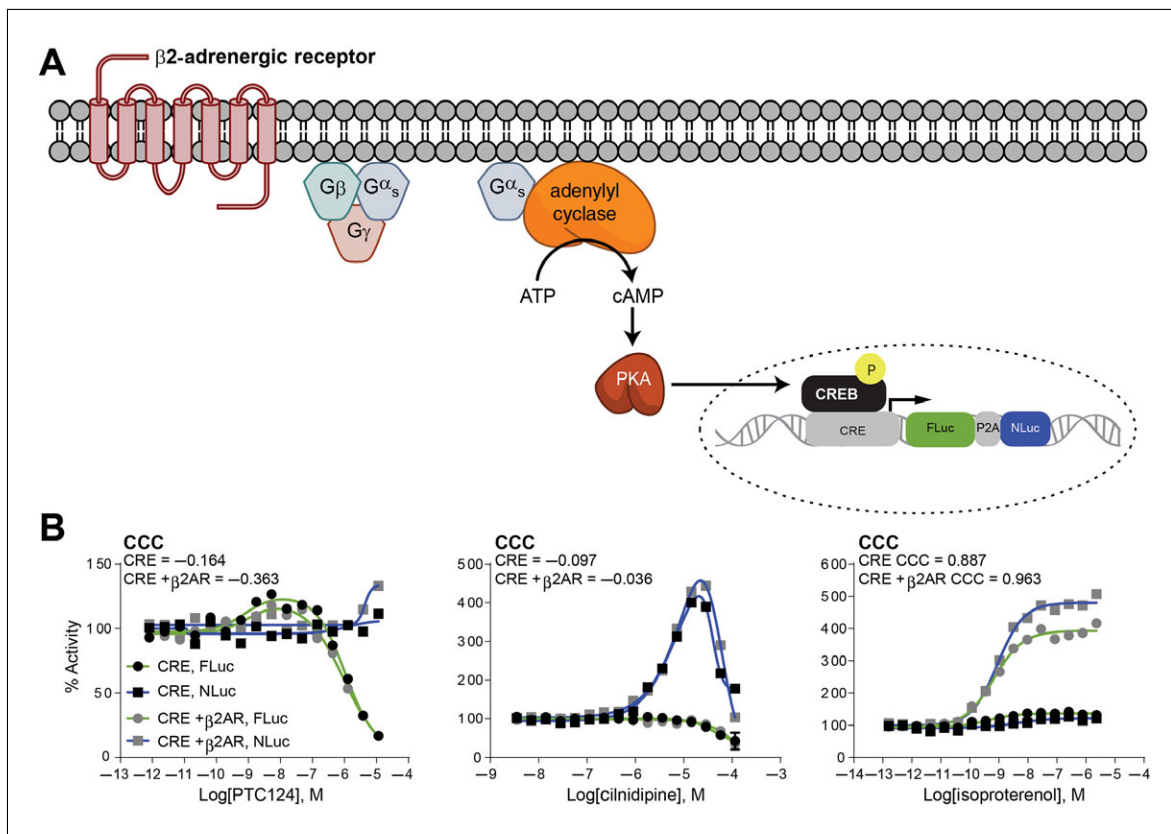 A
β2-adrenergic receptor
Gβ
Gαs
Gγ
Gαs
adenylyl
cyclase
ATP
cAMP
PKA
P
CREB
CRE
FLuc
P2A
NLuc
B
CCC
CRE = –0.164
CRE +β2AR = –0.363
% Activity
150
100
50
0
CRE, FLuc
CRE, NLuc
CRE +β2AR, FLuc
CRE +β2AR, NLuc
–13 –12 –11 –10 –9 –8 –7 –6 –5 –4
Log[PTC124], M
CCC
CRE = –0.097
CRE +β2AR = –0.036
500
400
300
200
100
0
–9 –8 –7 –6 –5 –4 –3
Log[cilnidipine], M
CCC
CRE CCC = 0.887
CRE +β2AR CCC = 0.963
600
500
400
300
200
100
0
–14 –13 –12 –11 –10 –9 –8 –7 –6 –5 –4
Log[isoproterenol], M